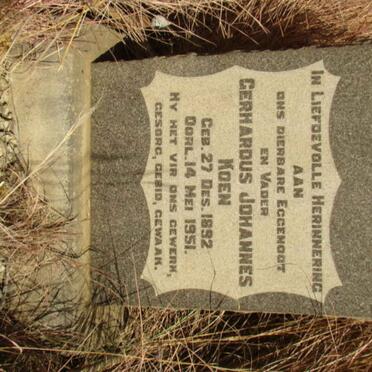 IN LIEFDEVOLLE HERINNERING
AAN
ONS DIERBARE EGGENOOT
EN VADER
GERHARDUS JOHANNES
KOEN
GEB. 27 DES. 1892
OORL. 14 MEI 1951.
HY HET VIR ONS GEWERK,
GESORG, GEBID, GEWAAK.